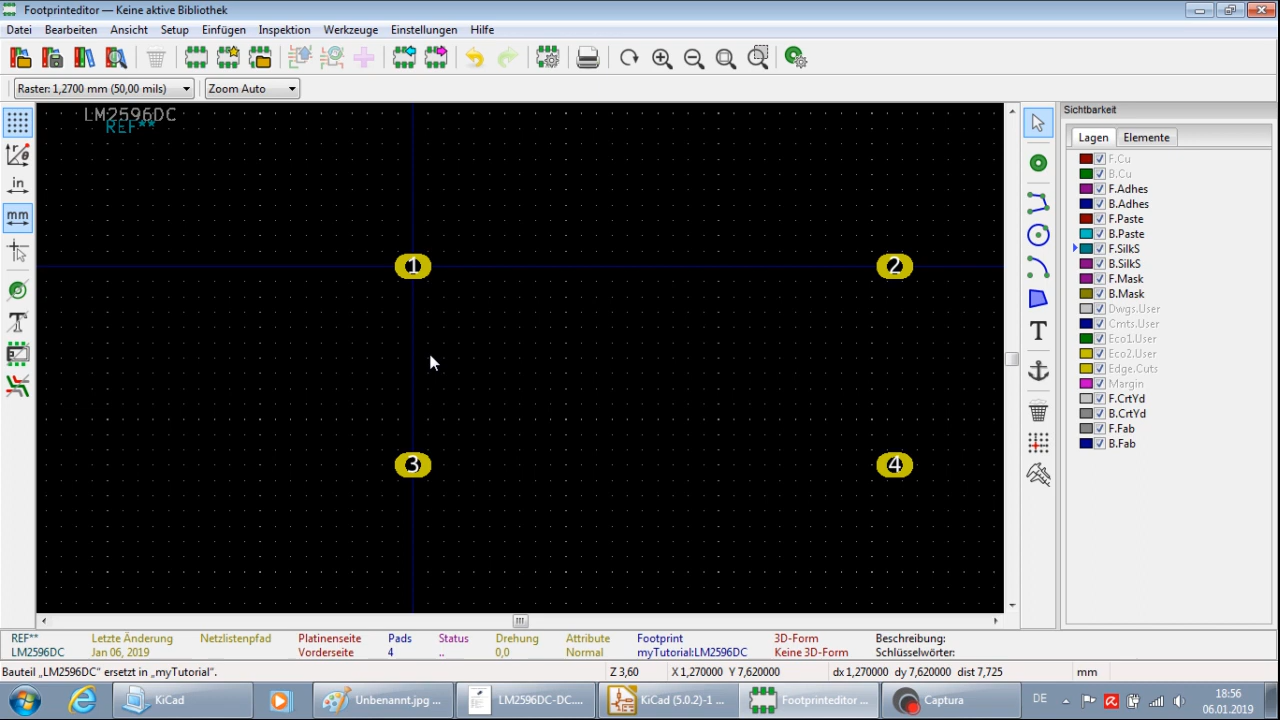 Footprinteditor — Keine aktive Bibliothek
Datei Bearbeiten Ansicht Setup Einfügen Inspektion Werkzeuge Einstellungen Hilfe
Raster: 1,2700 mm (50,00 mils) Zoom Auto
Sichtbarkeit
LM2596DC
REF**
Lagen Elemente
F.Cu
B.Cu
F.Adhes
B.Adhes
F.Paste
B.Paste
F.SilkS
B.SilkS
F.Mask
B.Mask
Dwgs.User
Cmts.User
Eco1.User
Eco2.User
Edge.Cuts
Margin
F.CrtYd
B.CrtYd
F.Fab
B.Fab
in
mm
1 2
3 4
T
REF** Letzte Änderung Netzlistenpfad Platinenseite Pads Status Drehung Attribute Footprint 3D-Form Beschreibung:
LM2596DC Jan 06, 2019 Vorderseite 4 .. 0,0 Normal myTutorial:LM2596DC Keine 3D-Form Schlüsselwörter:
Bauteil „LM2596DC“ ersetzt in „myTutorial“. Z 3,60 X 1,270000 Y 7,620000 dx 1,270000 dy 7,620000 dist 7,725 mm
KiCad Unbenannt.jpg ... LM2596DC-DC.... KiCad (5.0.2)-1 ... Footprinteditor ... Captura DE 18:56
06.01.2019